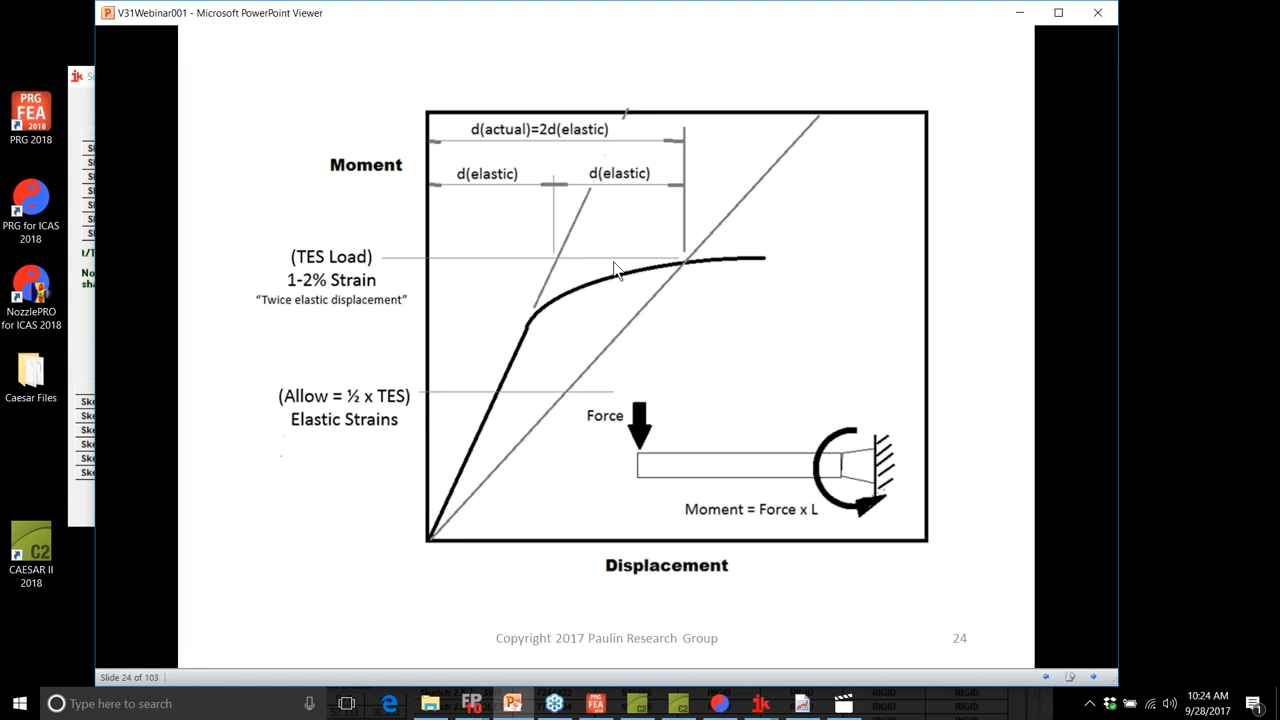 V31Webinar001 - Microsoft PowerPoint Viewer
PRG
FEA
2018
PRG 2018
PRG for ICAS
2018
NozzlePRO
for ICAS 2018
Caesar Files
C2
CAESAR II
2018
d(actual)=2d(elastic)
Moment
d(elastic) d(elastic)
(TES Load)
1-2% Strain
“Twice elastic displacement”
(Allow = ½ x TES)
Elastic Strains
Force
Moment = Force x L
Displacement
Copyright 2017 Paulin Research Group 24
Slide 24 of 103
Type here to search
10:24 AM
9/28/2017